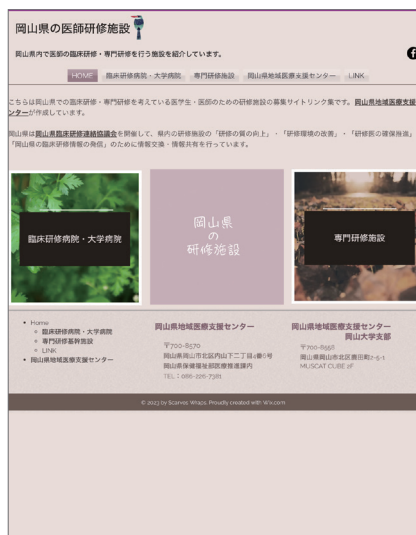 岡山県の医師研修施設
岡山県内で医師の臨床研修・専門研修を行う施設を紹介しています。
HOME 臨床研修病院・大学病院 専門研修施設 岡山県地域医療支援センター LINK
こちらは岡山県での臨床研修・専門研修を考えている医学生・医師のための研修施設の募集サイトリンク集です。 岡山県地域医療支援
ンターが作成しています。
岡山県は岡山県臨床研修連絡協議会を開催して、県内の研修施設の「研修の質の向上」・「研修環境の改善」・「研修医の確保推進」
「岡山県の臨床研修情報の発信」のために情報交換・情報共有を行っています。
臨床研修病院・大学病院
岡山県
の
研修施設
専門研修施設
Home
臨床研修病院・大学病院
専門研修基幹施設
LINK
岡山県地域医療支援センター
岡山県地域医療支援センター
〒700-8570
岡山県岡山市北区内山下二丁目4番6号
岡山県保健福祉部医療推進課内
TEL：086-226-7381
岡山県地域医療支援センター
岡山大学支部
〒700-8558
岡山県岡山市北区鹿田町2-5-1
MUSCAT CUBE 2F
© 2023 by Scarves Wraps. Proudly created with Wix.com